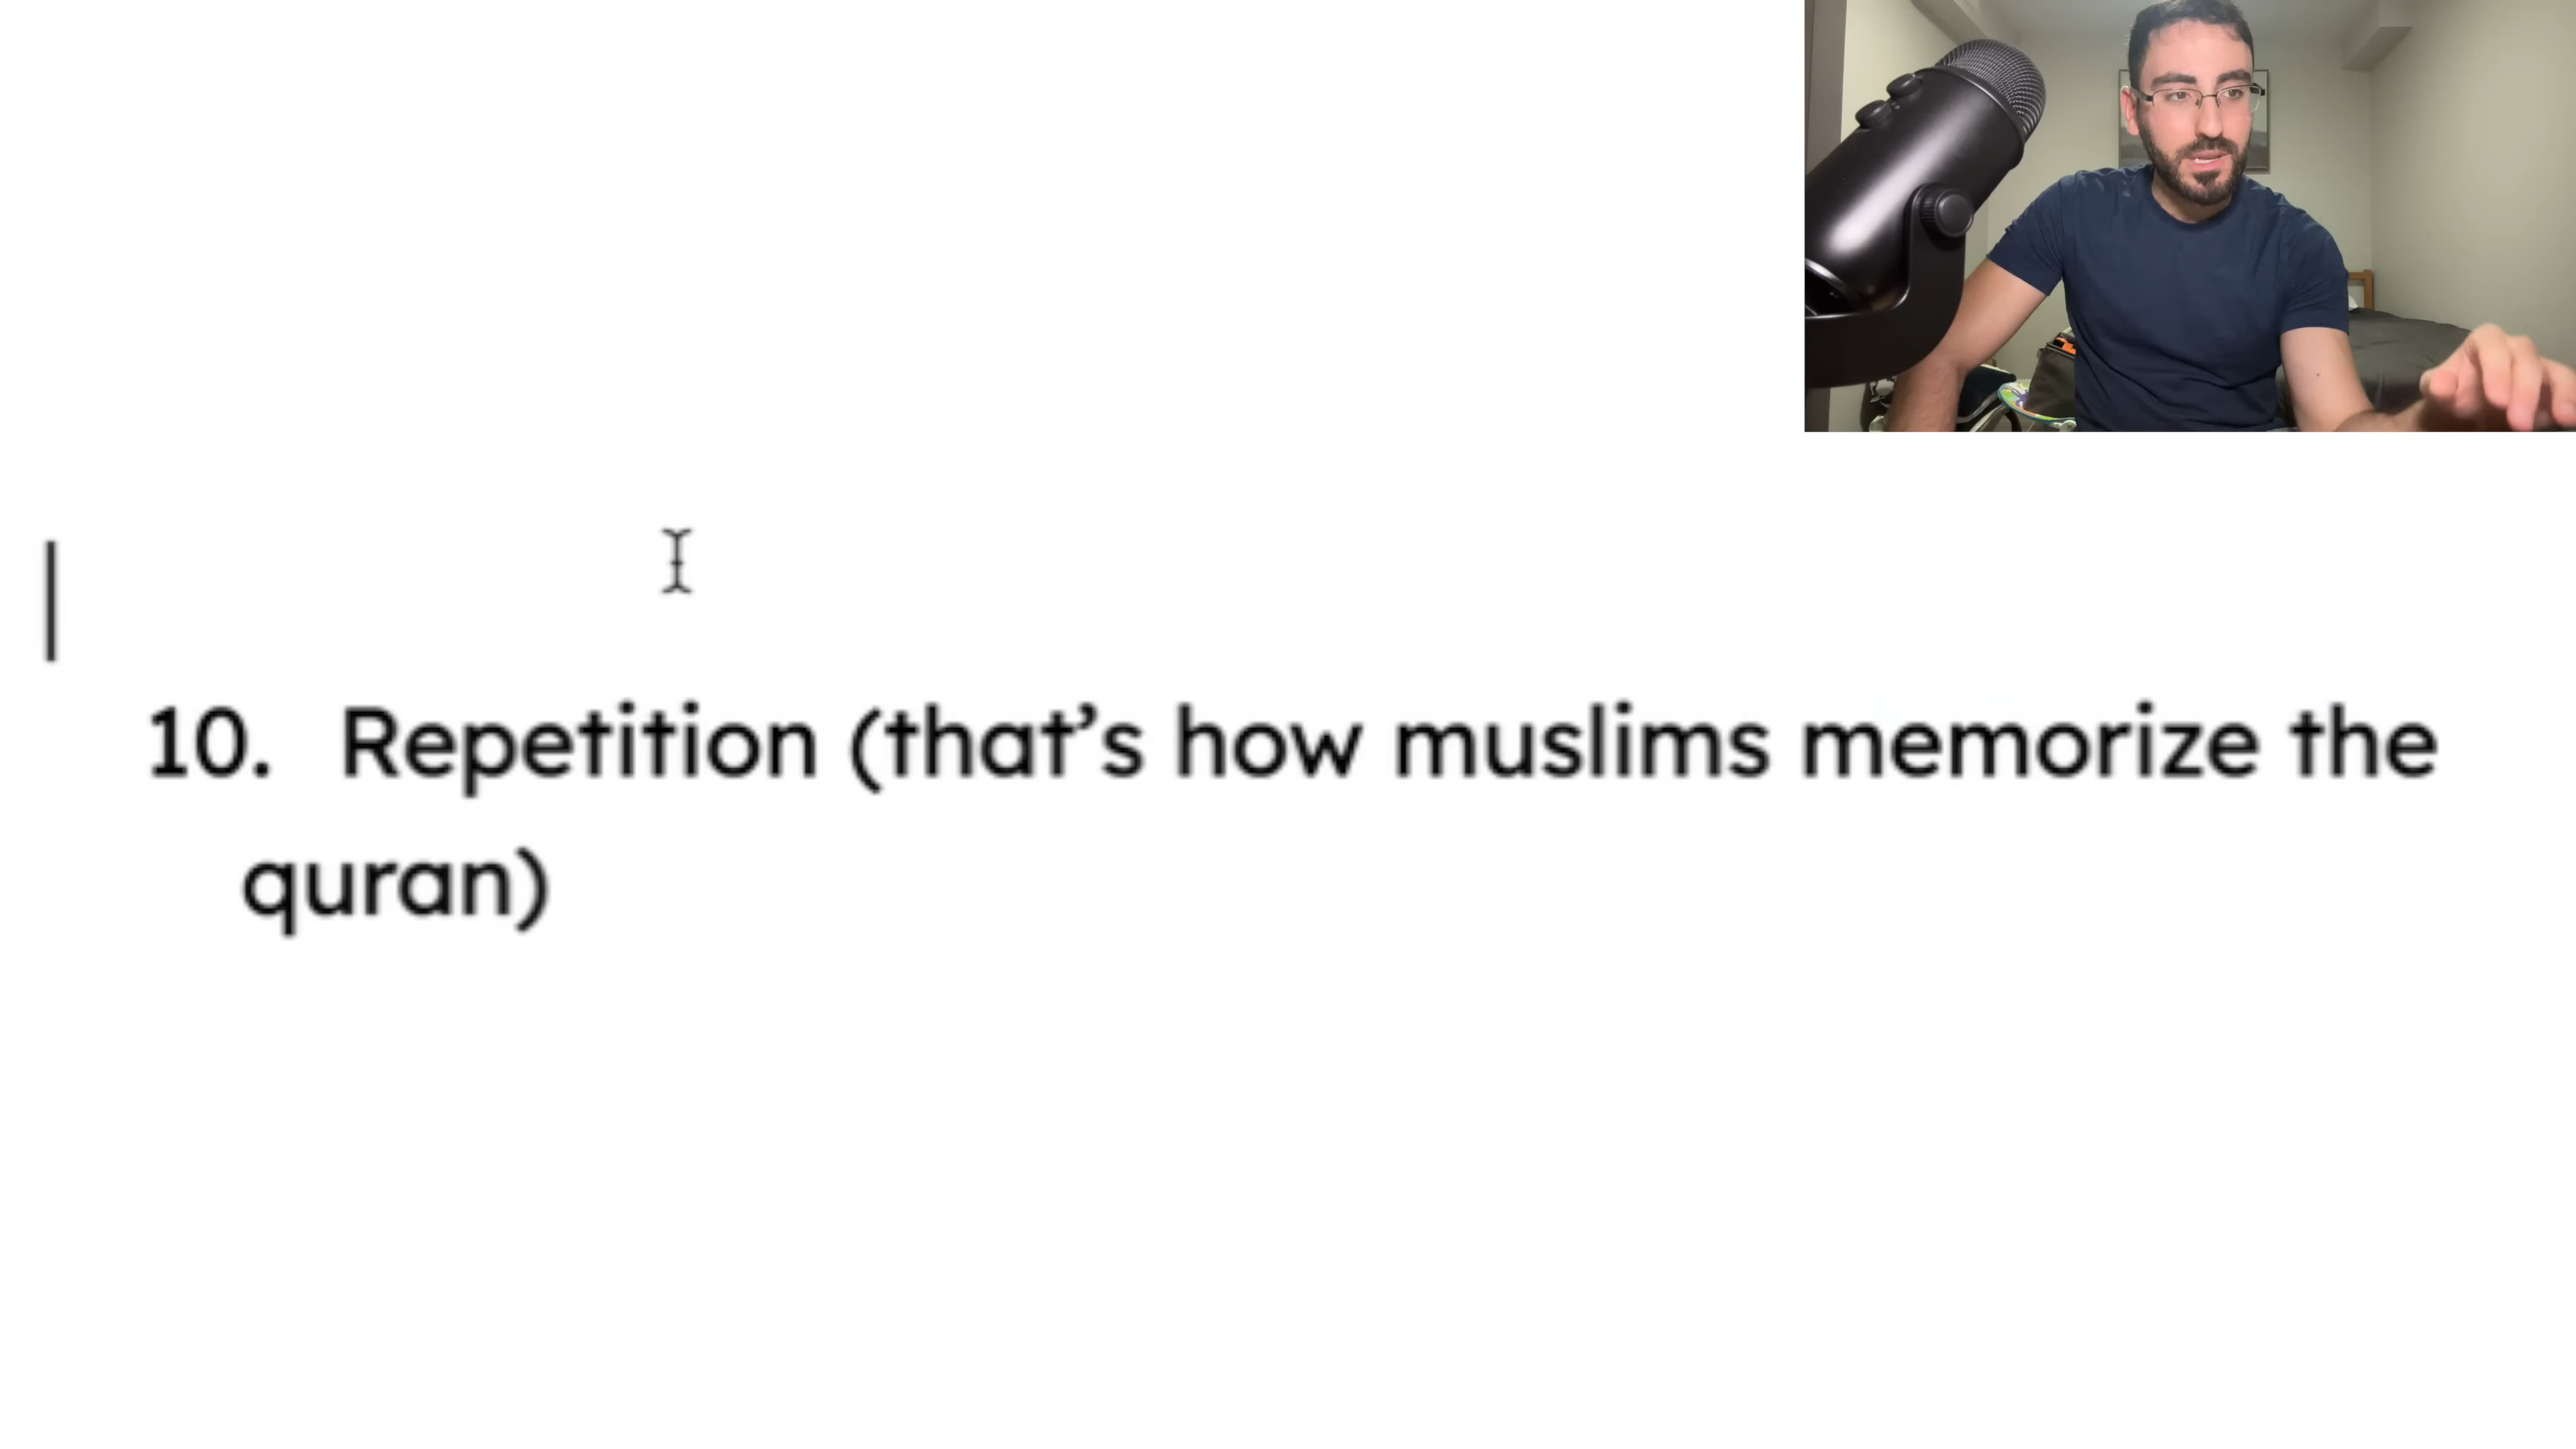 10. Repetition (that’s how muslims memorize the
quran)